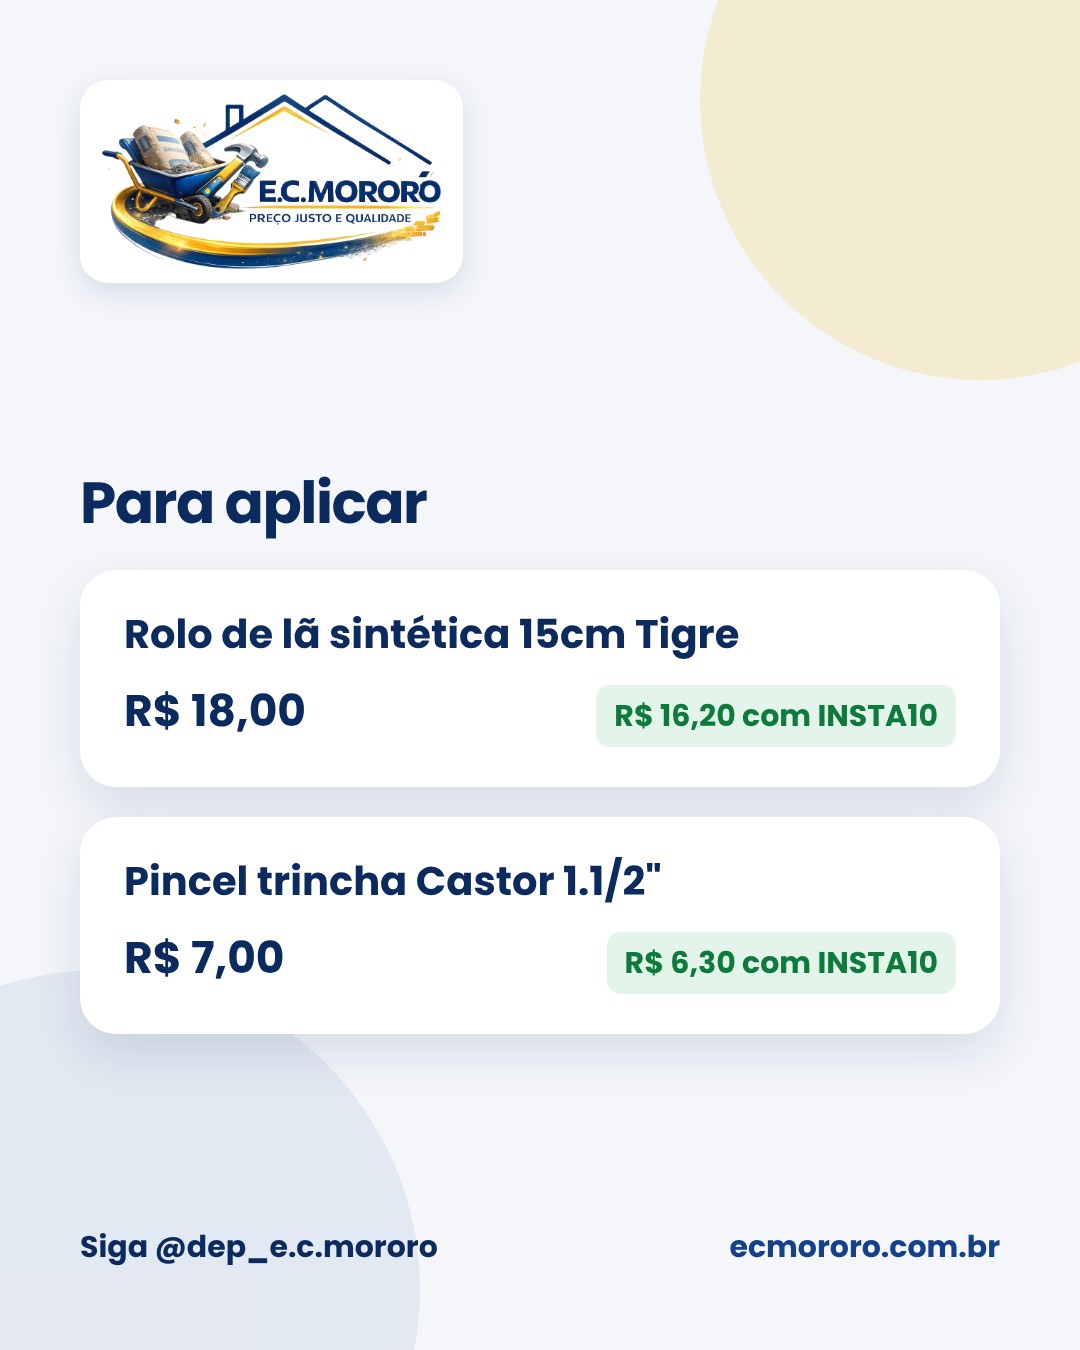 E.C.MORORÓ
PREÇO JUSTO E QUALIDADE
Para aplicar
Rolo de lã sintética 15cm Tigre
R$ 18,00
R$ 16,20 com INSTA10
Pincel trincha Castor 1.1/2"
R$ 7,00
R$ 6,30 com INSTA10
Siga @dep_e.c.mororo
ecmororo.com.br